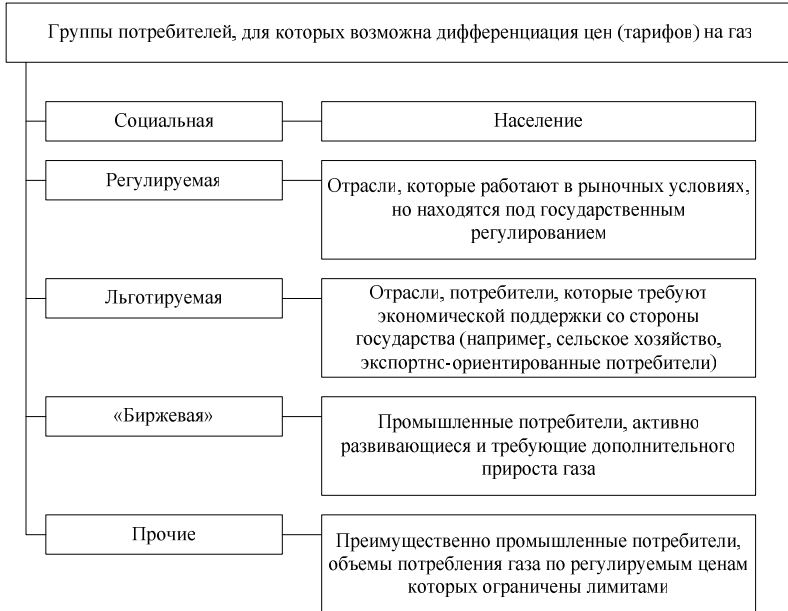 Группы потребителей, для которых возможна дифференциация цен (тарифов) на газ
Социальная
Население
Регулируемая
Отрасли, которые работают в рыночных условиях,
но находятся под государственным
регулированием
Льготируемая
Отрасли, потребители, которые требуют
экономической поддержки со стороны
государства (например, сельское хозяйство,
экспортно-ориентированные потребители)
«Биржевая»
Промышленные потребители, активно
развивающиеся и требующие дополнительного
прироста газа
Прочие
Преимущественно промышленные потребители,
объемы потребления газа по регулируемым ценам
которых ограничены лимитами